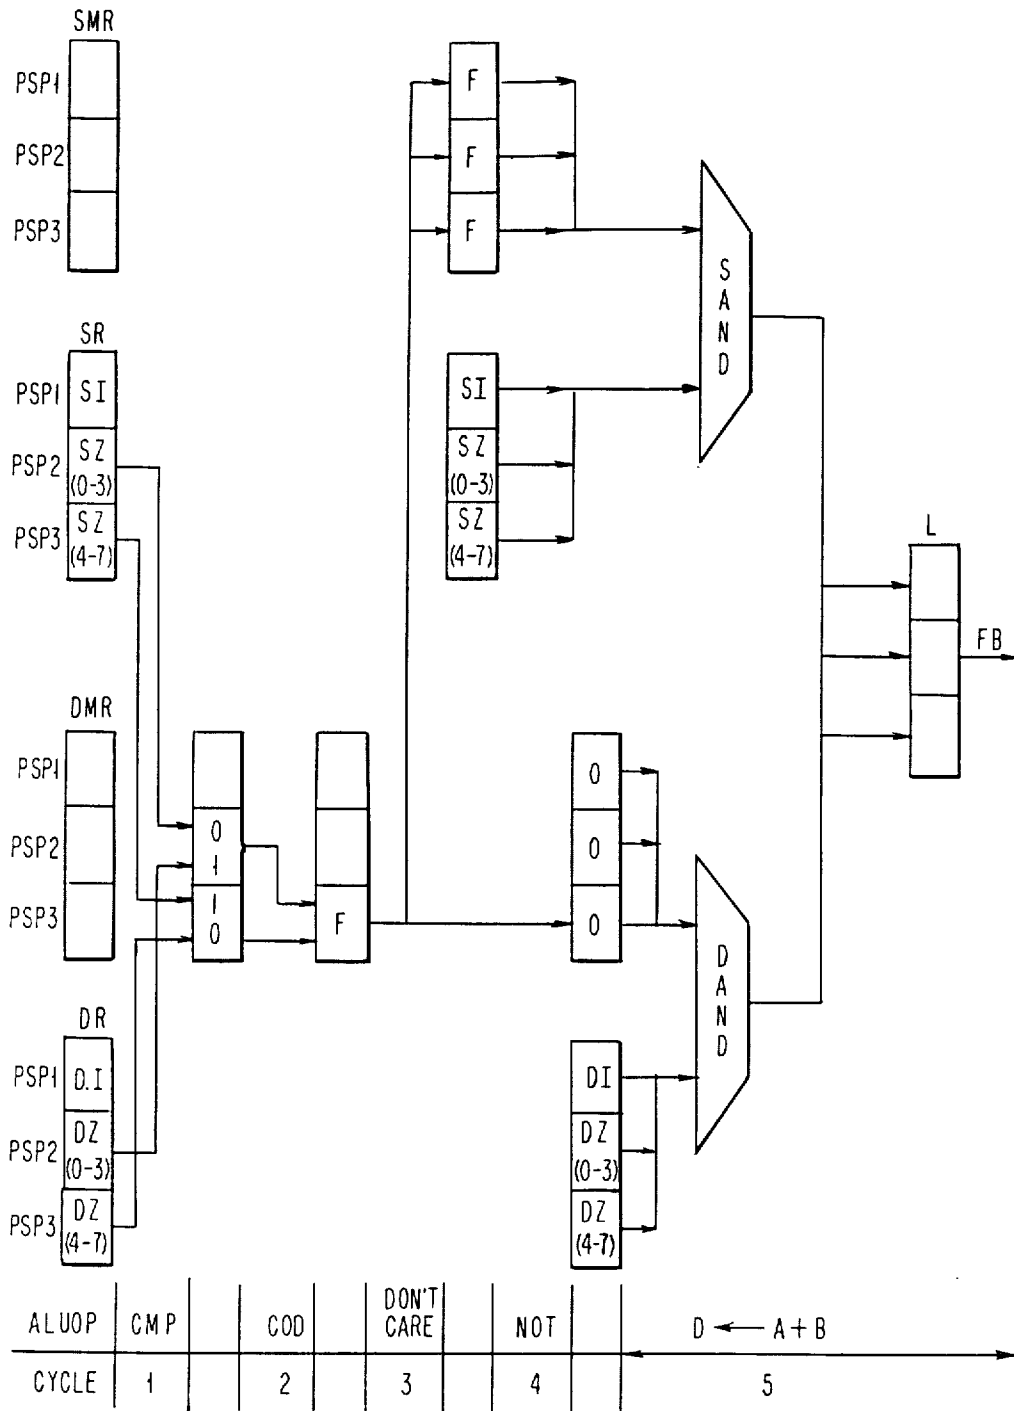 SMR
PSP1
PSP2
PSP3
F
F
F
SAND
SR
PSP1 SI
PSP2 SZ (0-3)
PSP3 SZ (4-7)
SI
SZ (0-3)
SZ (4-7)
L
FB
DMR
PSP1
PSP2
PSP3
0
1
1
0
F
0
0
0
DAND
DR
PSP1 D.I
PSP2 DZ (0-3)
PSP3 DZ (4-7)
DI
DZ (0-3)
DZ (4-7)
ALUOP CMP COD DON'T CARE NOT D ← A+B
CYCLE 1 2 3 4 5